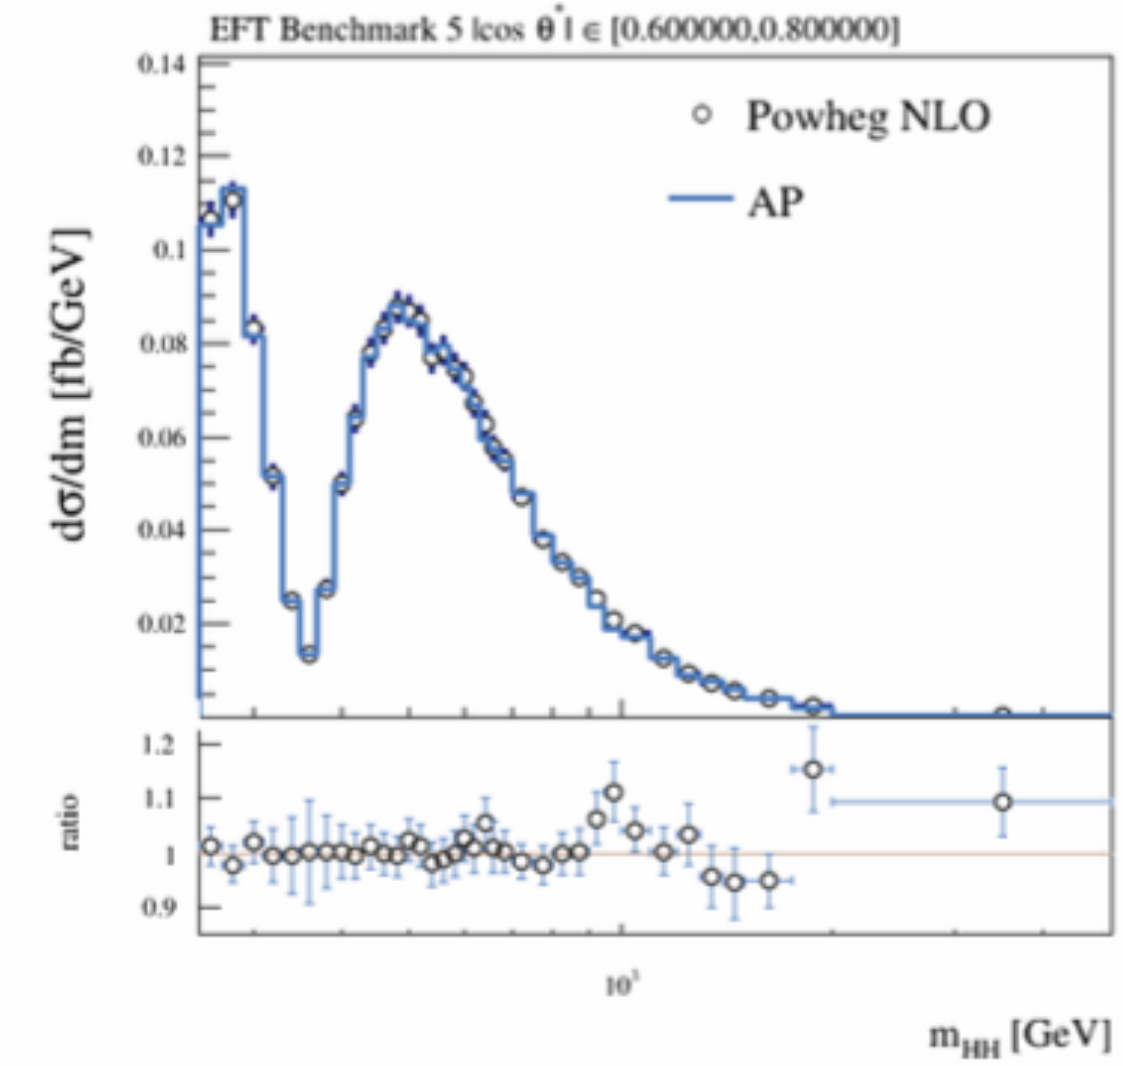 EFT Benchmark 5 |cos θ*| ∈ [0.600000,0.800000]
0.14
0.12
0.1
0.08
0.06
0.04
0.02
dσ/dm [fb/GeV]
Powheg NLO
AP
1.2
1.1
1
0.9
ratio
10³
m_HH [GeV]